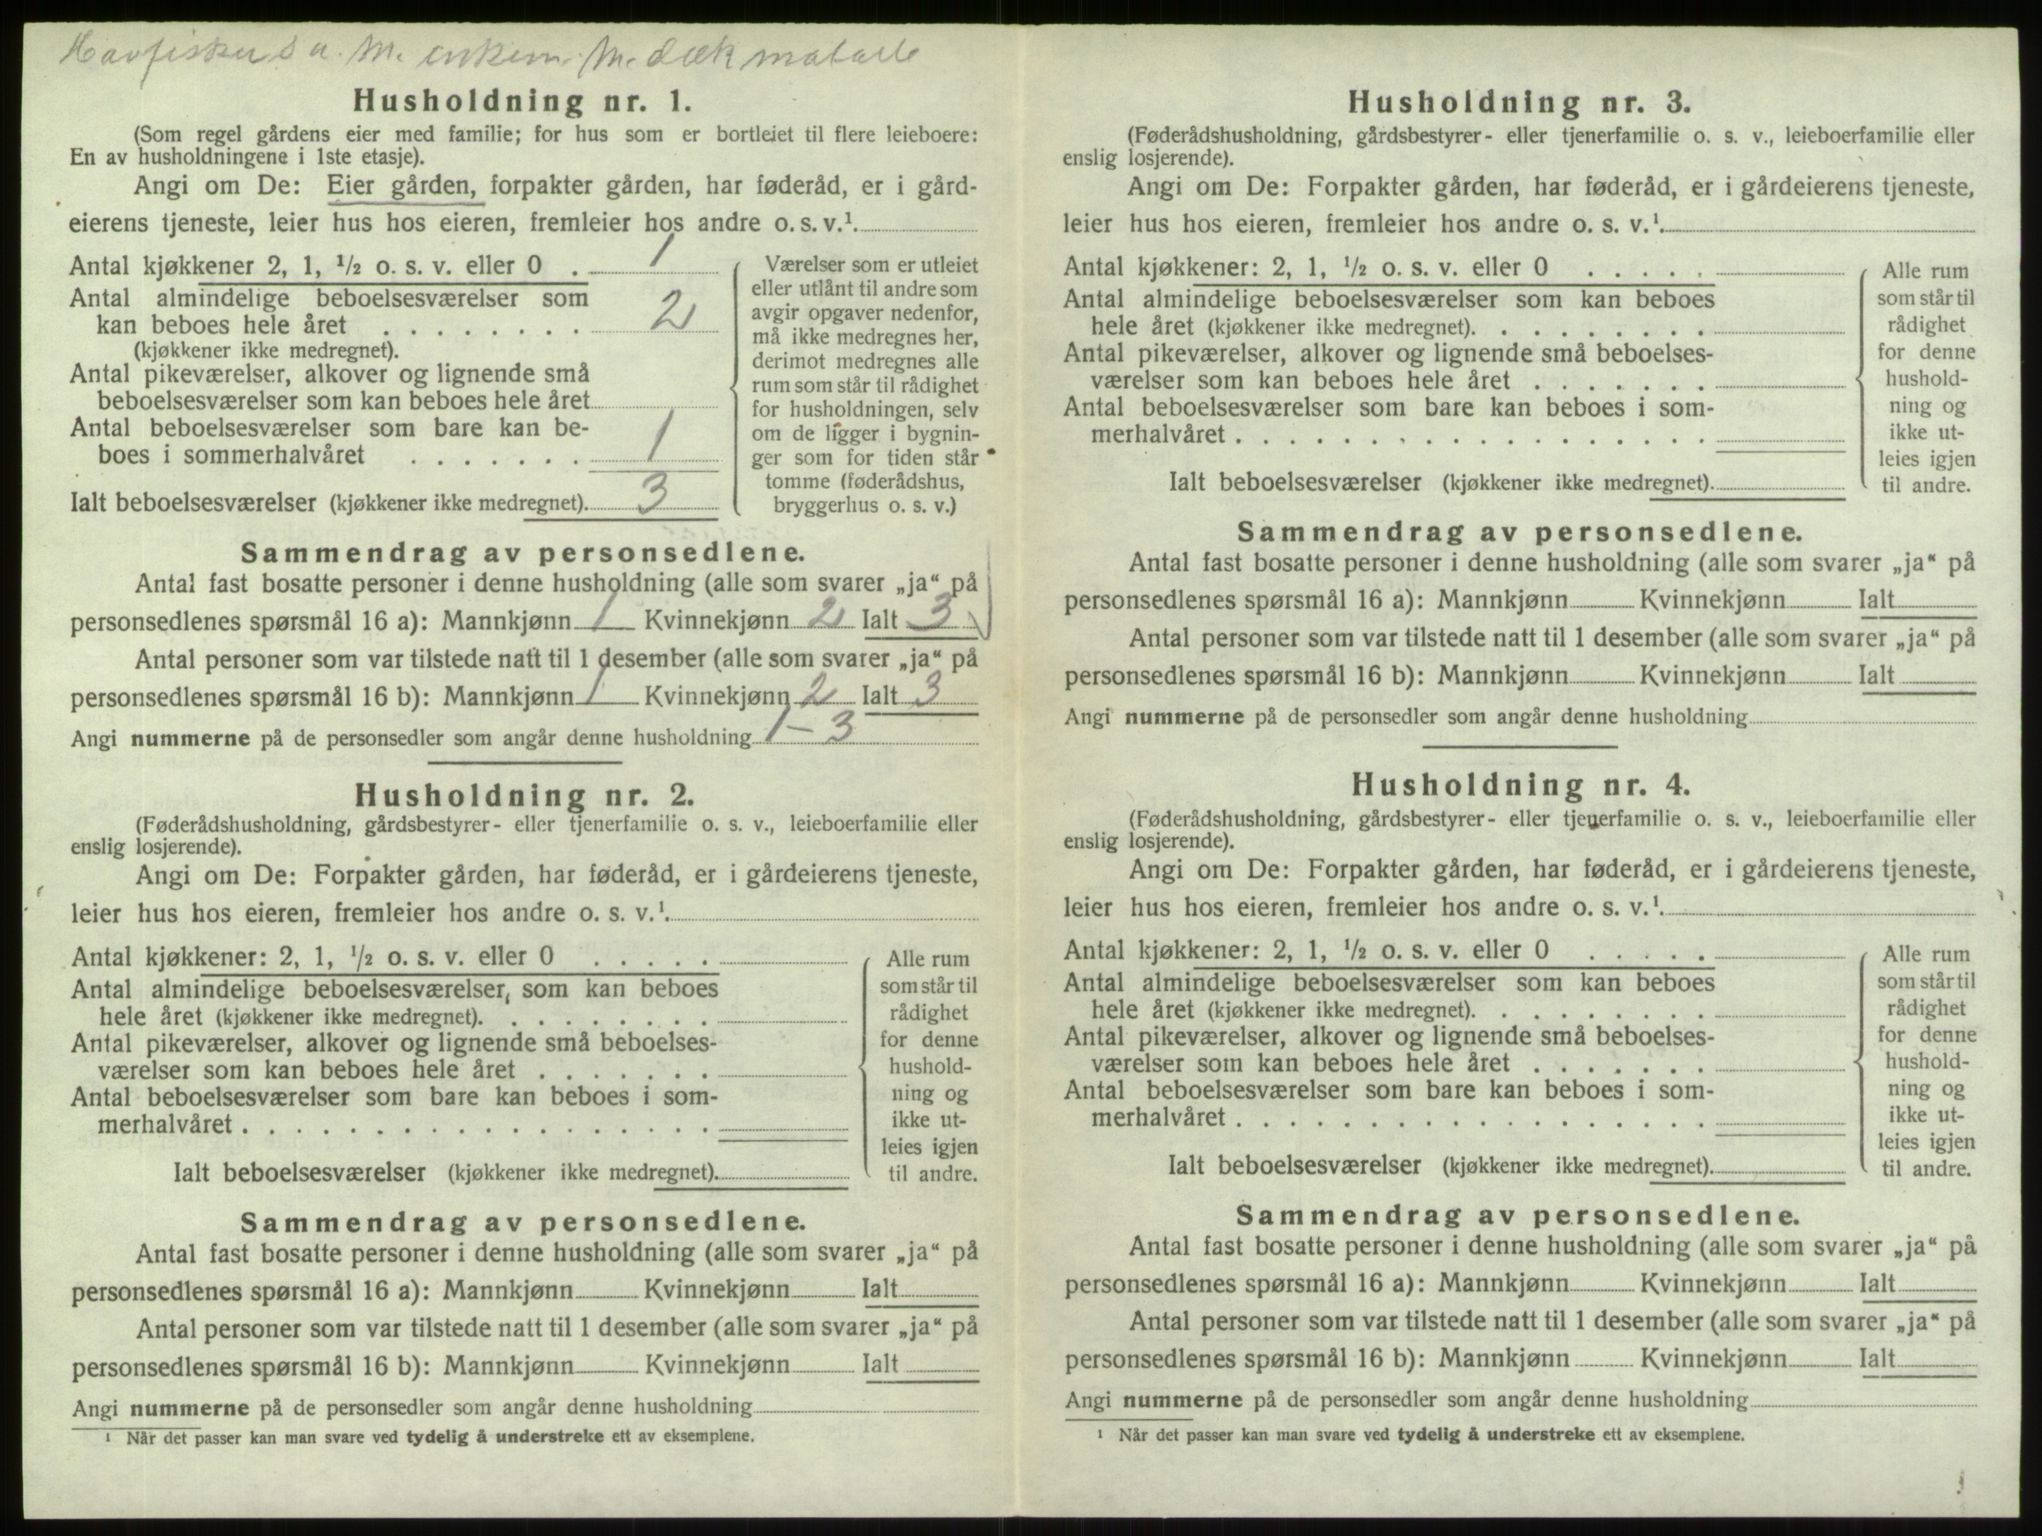 Husholdning nr. 1.
(Som regel gårdens eier med familie; for hus som er bortleiet til flere leieboere:
En av husholdningene i 1ste etasje).
Angi om De: Eier gården, forpakter gården, har føderåd, er i gård-
eierens tjeneste, leier hus hos eieren, fremleier hos andre o. s. v.¹.
Antal kjøkkener 2, 1, ½ o. s. v. eller 0 . 1
Antal almindelige beboelsesværelser som
kan beboes hele året . . . . . . . . 2
(kjøkkener ikke medregnet).
Antal pikeværelser, alkover og lignende små
beboelsesværelser som kan beboes hele året
Antal beboelsesværelser som bare kan be-
boes i sommerhalvåret . . . . . . . 1
Ialt beboelsesværelser (kjøkkener ikke medregnet). 3
Værelser som er utleiet
eller utlånt til andre som
avgir opgaver nedenfor,
må ikke medregnes her,
derimot medregnes alle
rum som står til rådighet
for husholdningen, selv
om de ligger i bygnin-
ger som for tiden står
tomme (føderådshus,
bryggerhus o. s. v.)
Sammendrag av personsedlene.
Antal fast bosatte personer i denne husholdning (alle som svarer „ja“ på
personsedlenes spørsmål 16 a): Mannkjønn 1 Kvinnekjønn 2 Ialt 3
Antal personer som var tilstede natt til 1 desember (alle som svarer „ja“ på
personsedlenes spørsmål 16 b): Mannkjønn 1 Kvinnekjønn 2 Ialt 3
Angi nummerne på de personsedler som angår denne husholdning 1-3
Husholdning nr. 2.
(Føderådshusholdning, gårdsbestyrer- eller tjenerfamilie o. s. v., leieboerfamilie eller
enslig losjerende).
Angi om De: Forpakter gården, har føderåd, er i gårdeierens tjeneste,
leier hus hos eieren, fremleier hos andre o. s. v.¹.
Antal kjøkkener: 2, 1, ½ o. s. v. eller 0 . . . . .
Antal almindelige beboelsesværelser, som kan beboes
hele året (kjøkkener ikke medregnet). . . . . . . . .
Antal pikeværelser, alkover og lignende små beboelses-
værelser som kan beboes hele året . . . . . . .
Antal beboelsesværelser som bare kan beboes i som-
merhalvåret . . . . . . . . . . . . . . . . . .
Ialt beboelsesværelser (kjøkkener ikke medregnet).
Alle rum
som står til
rådighet
for denne
hushold-
ning og
ikke ut-
leies igjen
til andre.
Sammendrag av personsedlene.
Antal fast bosatte personer i denne husholdning (alle som svarer „ja“ på
personsedlenes spørsmål 16 a): Mannkjønn Kvinnekjønn Ialt
Antal personer som var tilstede natt til 1 desember (alle som svarer „ja“ på
personsedlenes spørsmål 16 b): Mannkjønn Kvinnekjønn Ialt
Angi nummerne på de personsedler som angår denne husholdning
¹ Når det passer kan man svare ved tydelig å understreke ett av eksemplene.
Husholdning nr. 3.
(Føderådshusholdning, gårdsbestyrer- eller tjenerfamilie o. s. v., leieboerfamilie eller
enslig losjerende).
Angi om De: Forpakter gården, har føderåd, er i gårdeierens tjeneste,
leier hus hos eieren, fremleier hos andre o. s. v.¹.
Antal kjøkkener: 2, 1, ½ o. s. v. eller 0 . . . . .
Antal almindelige beboelsesværelser som kan beboes
hele året (kjøkkener ikke medregnet). . . . . . . . .
Antal pikeværelser, alkover og lignende små beboelses-
værelser som kan beboes hele året . . . . . . .
Antal beboelsesværelser som bare kan beboes i som-
merhalvåret . . . . . . . . . . . . . . . . . .
Ialt beboelsesværelser (kjøkkener ikke medregnet).
Alle rum
som står til
rådighet
for denne
hushold-
ning og
ikke ut-
leies igjen
til andre.
Sammendrag av personsedlene.
Antal fast bosatte personer i denne husholdning (alle som svarer „ja“ på
personsedlenes spørsmål 16 a): Mannkjønn Kvinnekjønn Ialt
Antal personer som var tilstede natt til 1 desember (alle som svarer „ja“ på
personsedlenes spørsmål 16 b): Mannkjønn Kvinnekjønn Ialt
Angi nummerne på de personsedler som angår denne husholdning
Husholdning nr. 4.
(Føderådshusholdning, gårdsbestyrer- eller tjenerfamilie o. s. v., leieboerfamilie eller
enslig losjerende).
Angi om De: Forpakter gården, har føderåd, er i gårdeierens tjeneste,
leier hus hos eieren, fremleier hos andre o. s. v.¹.
Antal kjøkkener: 2, 1, ½ o. s. v. eller 0 . . . . .
Antal almindelige beboelsesværelser som kan beboes
hele året (kjøkkener ikke medregnet). . . . . . . . .
Antal pikeværelser, alkover og lignende små beboelses-
værelser som kan beboes hele året . . . . . . .
Antal beboelsesværelser som bare kan beboes i som-
merhalvåret . . . . . . . . . . . . . . . . . .
Ialt beboelsesværelser (kjøkkener ikke medregnet).
Alle rum
som står til
rådighet
for denne
hushold-
ning og
ikke ut-
leies igjen
til andre.
Sammendrag av personsedlene.
Antal fast bosatte personer i denne husholdning (alle som svarer „ja“ på
personsedlenes spørsmål 16 a): Mannkjønn Kvinnekjønn Ialt
Antal personer som var tilstede natt til 1 desember (alle som svarer „ja“ på
personsedlenes spørsmål 16 b): Mannkjønn Kvinnekjønn Ialt
Angi nummerne på de personsedler som angår denne husholdning
¹ Når det passer kan man svare ved tydelig å understreke ett av eksemplene.